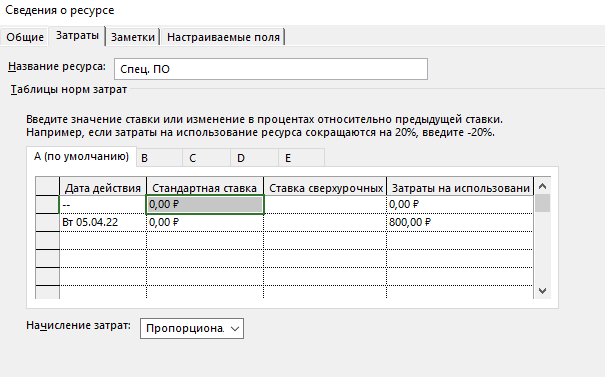 Сведения о ресурсе
Общие Затраты Заметки Настраиваемые поля
Название ресурса: Спец. ПО
Таблицы норм затрат
Введите значение ставки или изменение в процентах относительно предыдущей ставки.
Например, если затраты на использование ресурса сокращаются на 20%, введите -20%.
A (по умолчанию) B C D E
Дата действия Стандартная ставка Ставка сверхурочных Затраты на использовани
-- 0,00 ₽ 0,00 ₽
Вт 05.04.22 0,00 ₽ 800,00 ₽
Начисление затрат: Пропорциона.